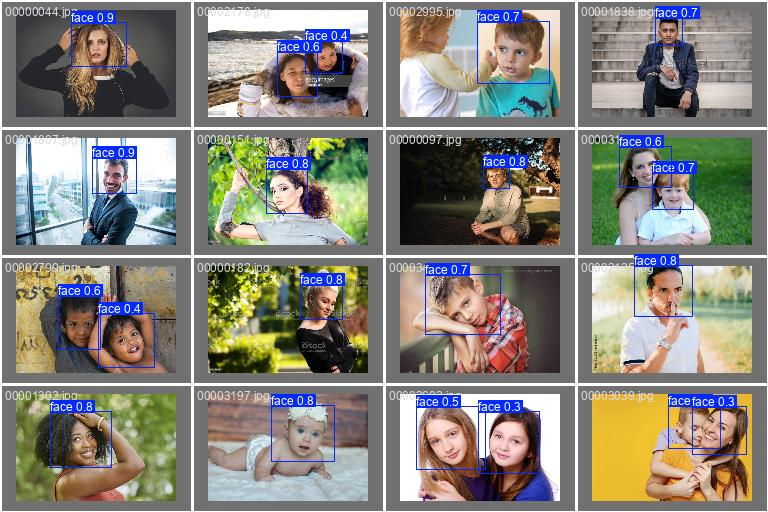 00000044.jpg
face 0.9
00002178.jpg
face 0.4
face 0.6
gettyimages
00002995.jpg
face 0.7
00001838.jpg
face 0.7
face 0.9
face 0.8
iStock
00000097.jpg
face 0.8
face 0.6
face 0.7
00002799.jpg
face 0.6
face 0.4
00000182.jpg
face 0.8
iStock
face 0.7
face 0.8
00001302.jpg
face 0.8
00003197.jpg
face 0.8
face 0.5
face 0.3
00003039.jpg
face 0.3